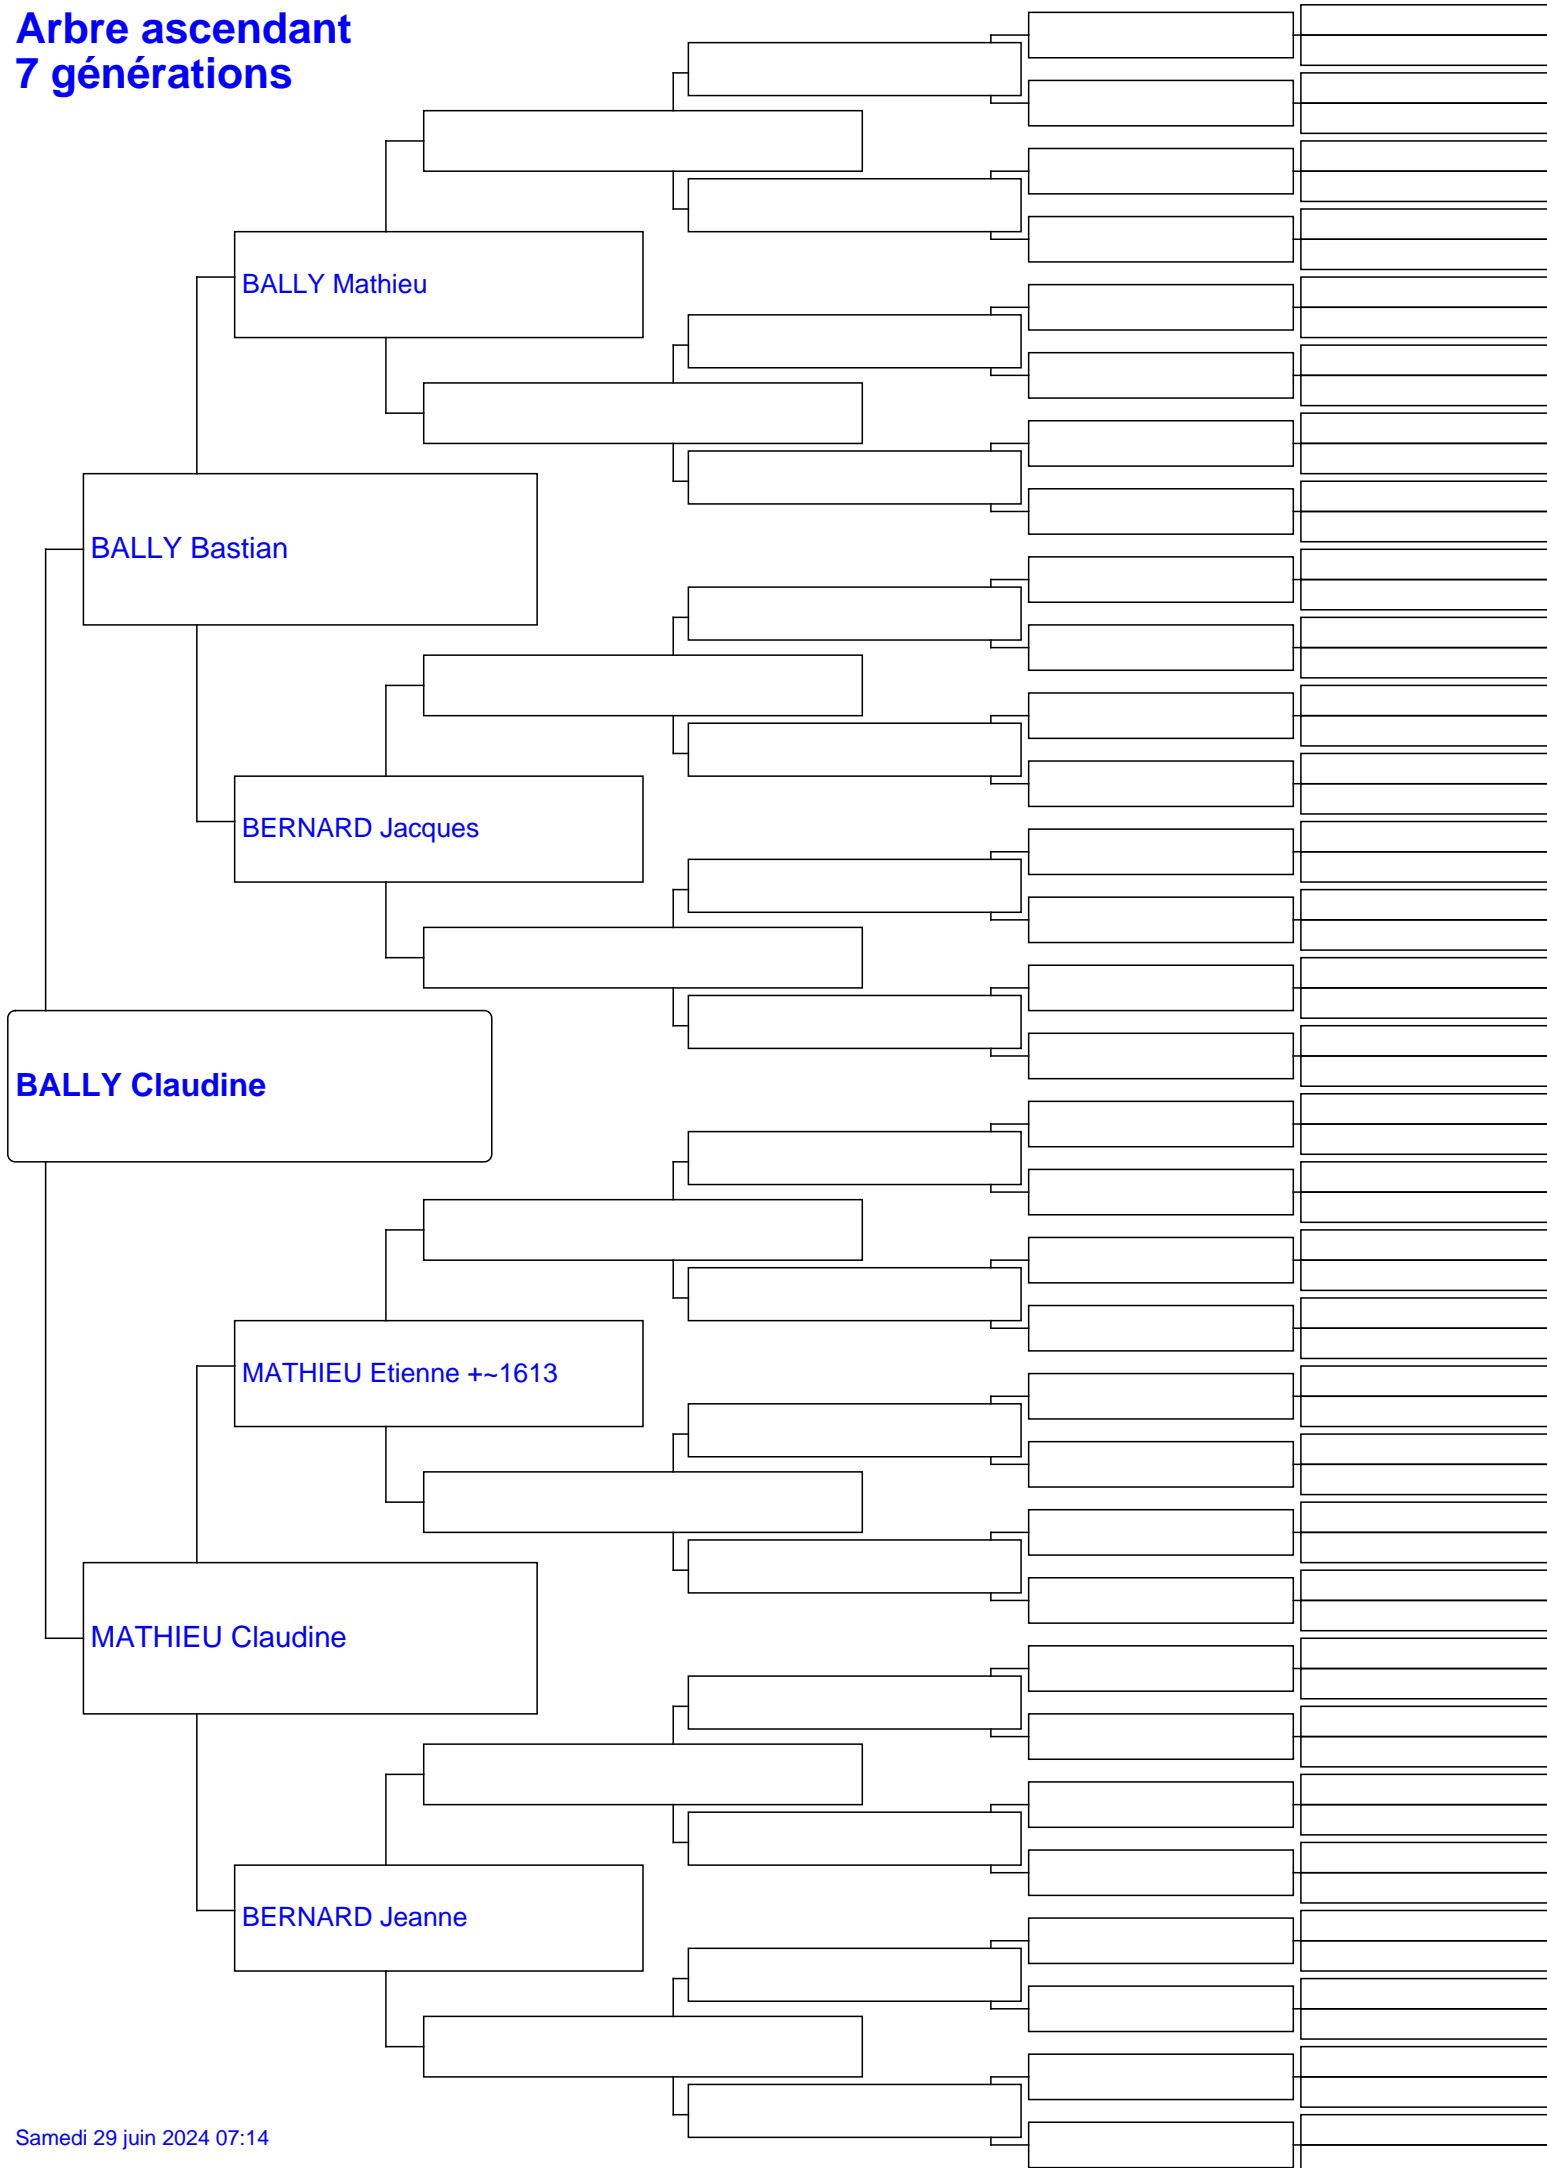 Arbre ascendant
7 générations
BALLY Mathieu
BALLY Bastian
BERNARD Jacques
BALLY Claudine
MATHIEU Etienne +~1613
MATHIEU Claudine
BERNARD Jeanne
Samedi 29 juin 2024 07:14